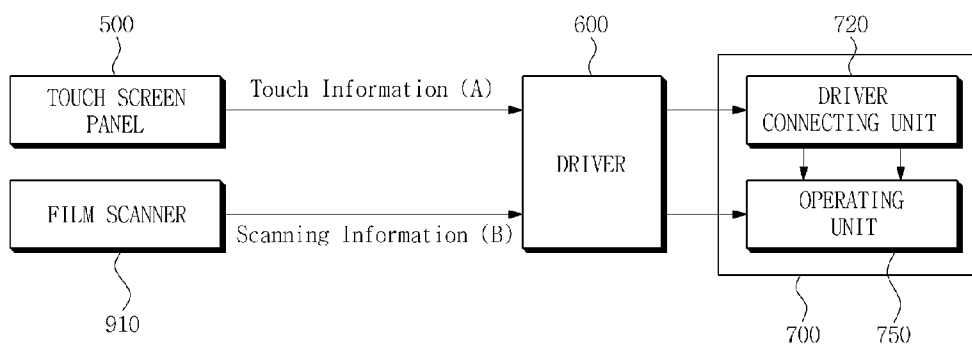 500
600
720
TOUCH SCREEN
PANEL
Touch Information (A)
DRIVER
DRIVER
CONNECTING UNIT
FILM SCANNER
Scanning Information (B)
OPERATING
UNIT
910
700
750